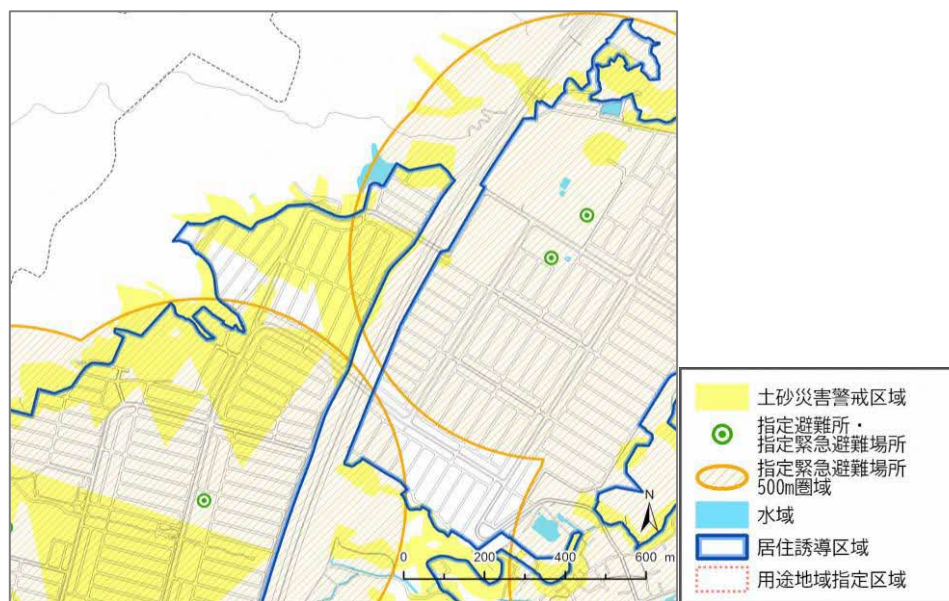 N
0 200 400 600 m
土砂災害警戒区域
指定避難所・
指定緊急避難場所
指定緊急避難場所
500m圏域
水域
居住誘導区域
用途地域指定区域